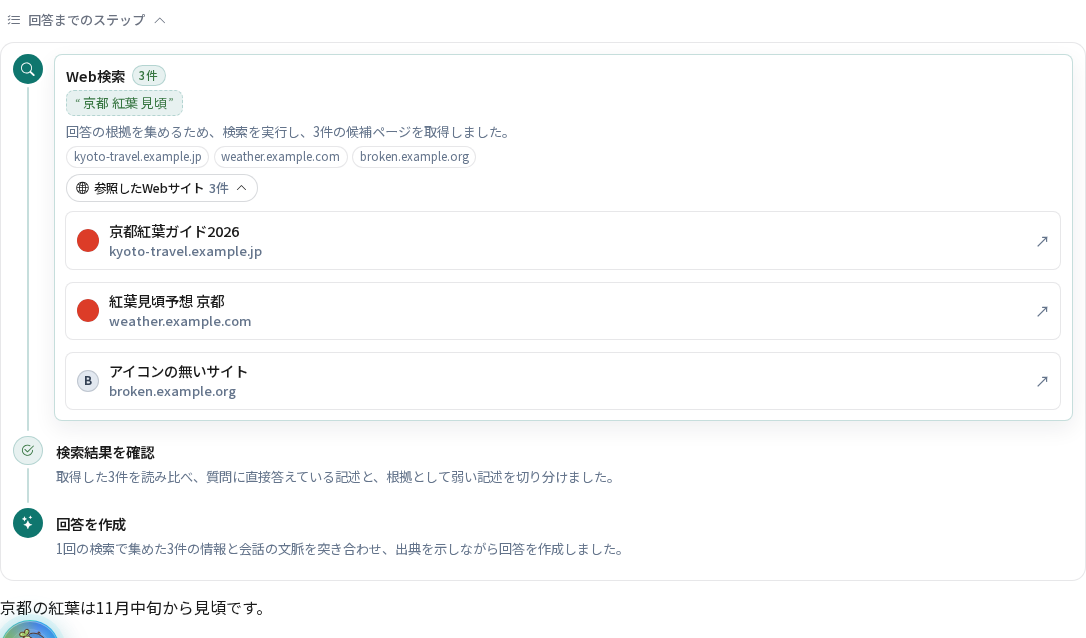 回答までのステップ
Web検索 3件
“京都 紅葉 見頃”
回答の根拠を集めるため、検索を実行し、3件の候補ページを取得しました。
kyoto-travel.example.jp weather.example.com broken.example.org
参照したWebサイト 3件
京都紅葉ガイド2026
kyoto-travel.example.jp
紅葉見頃予想 京都
weather.example.com
B アイコンの無いサイト
broken.example.org
検索結果を確認
取得した3件を読み比べ、質問に直接答えている記述と、根拠として弱い記述を切り分けました。
回答を作成
1回の検索で集めた3件の情報と会話の文脈を突き合わせ、出典を示しながら回答を作成しました。
京都の紅葉は11月中旬から見頃です。